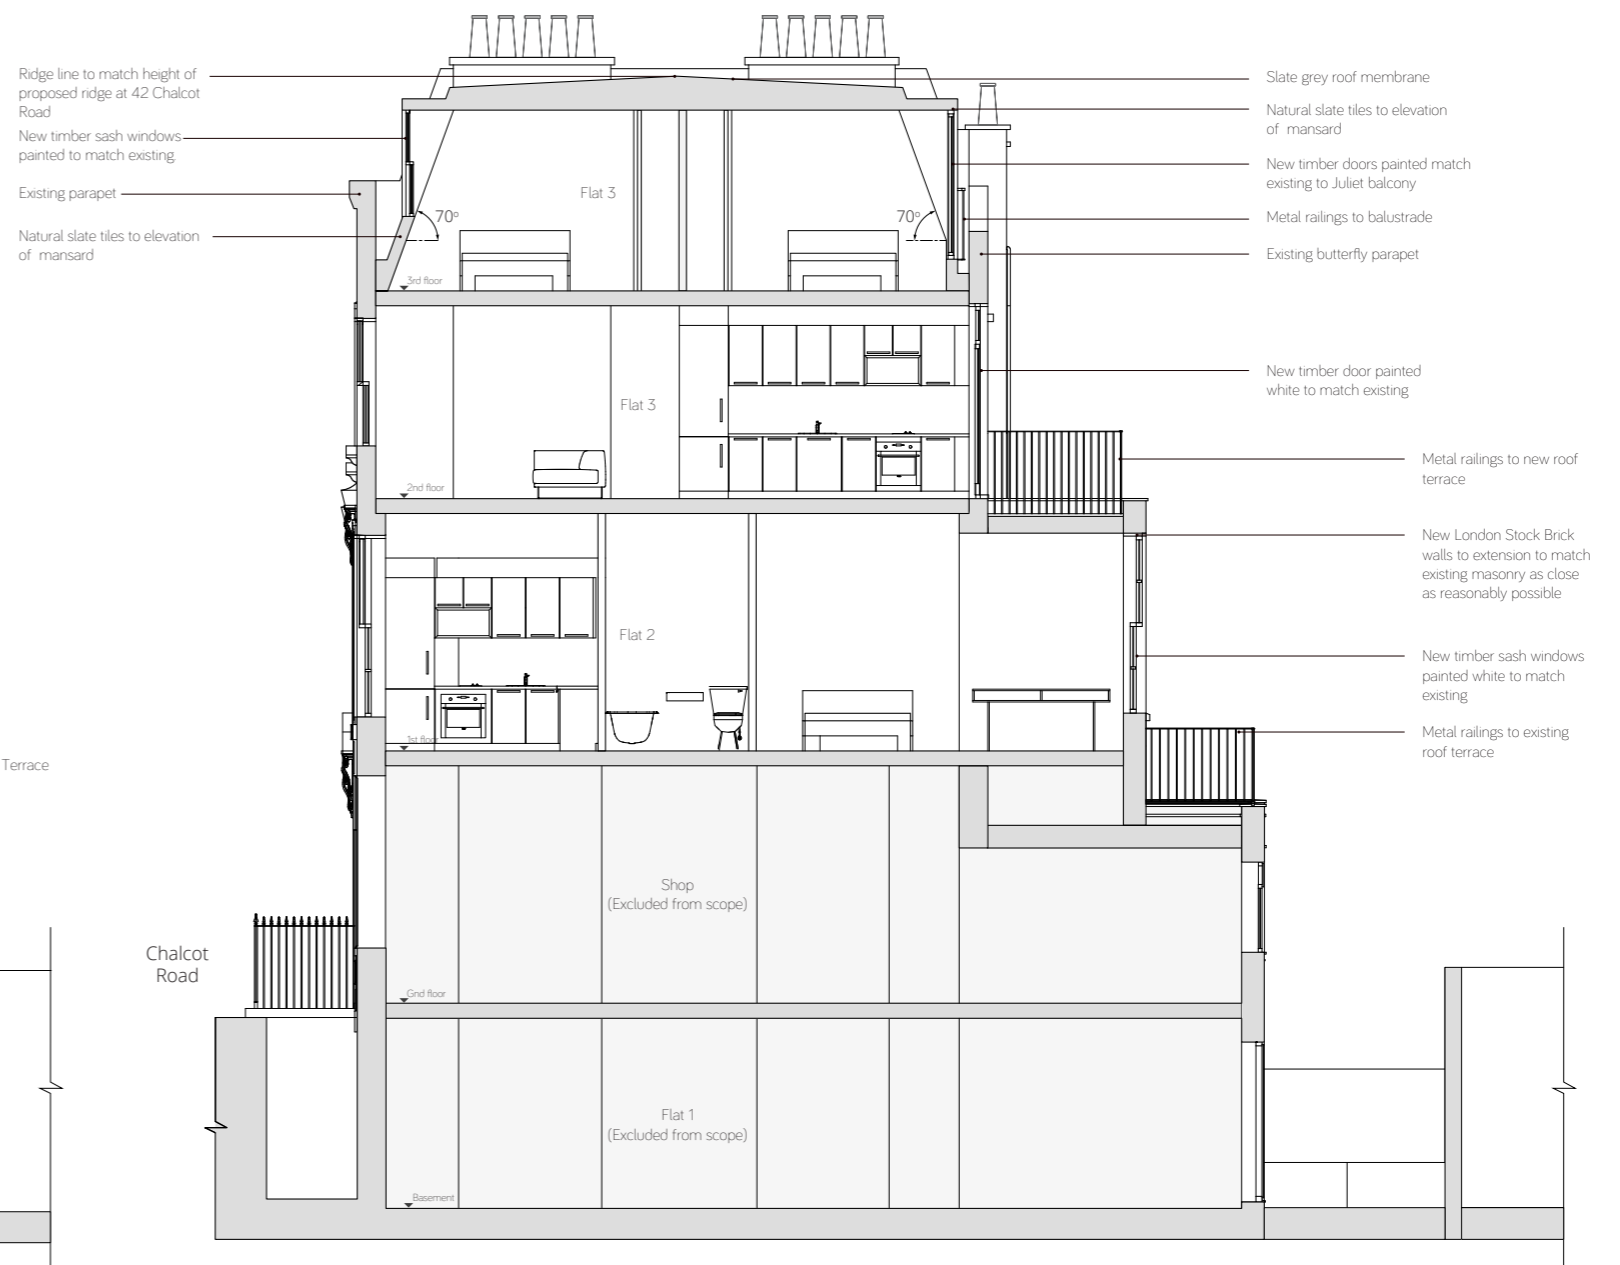 Ridge line to match height of
proposed ridge at 42 Chalcot
Road
New timber sash windows
painted to match existing.
Existing parapet
Natural slate tiles to elevation
of mansard
Slate grey roof membrane
Natural slate tiles to elevation
of mansard
New timber doors painted match
existing to Juliet balcony
Metal railings to balustrade
Existing butterfly parapet
New timber door painted
white to match existing
Metal railings to new roof
terrace
New London Stock Brick
walls to extension to match
existing masonry as close
as reasonably possible
New timber sash windows
painted white to match
existing
Metal railings to existing
roof terrace
Flat 3
70°
70°
3rd floor
Flat 3
2nd floor
Flat 2
1st floor
Terrace
Shop
(Excluded from scope)
Chalcot
Road
Gnd floor
Flat 1
(Excluded from scope)
Basement